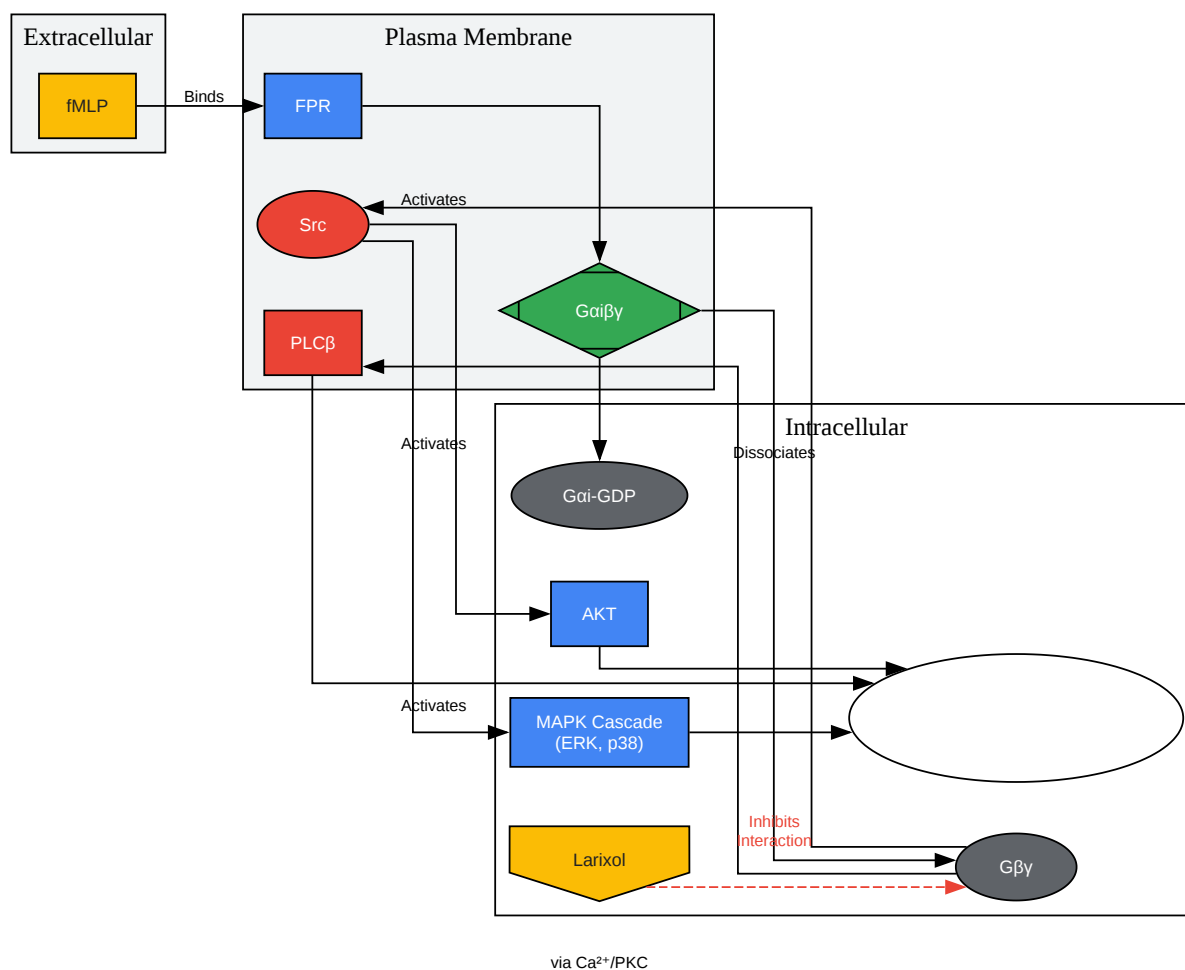 Extracellular
Plasma Membrane
fMLP
Binds
FPR
Activates
Src
Gαiβγ
PLCβ
Intracellular
Activates
Dissociates
Gαi-GDP
AKT
Activates
MAPK Cascade
(ERK, p38)
Inhibits
Interaction
Larixol
Gβγ
via Ca²⁺/PKC